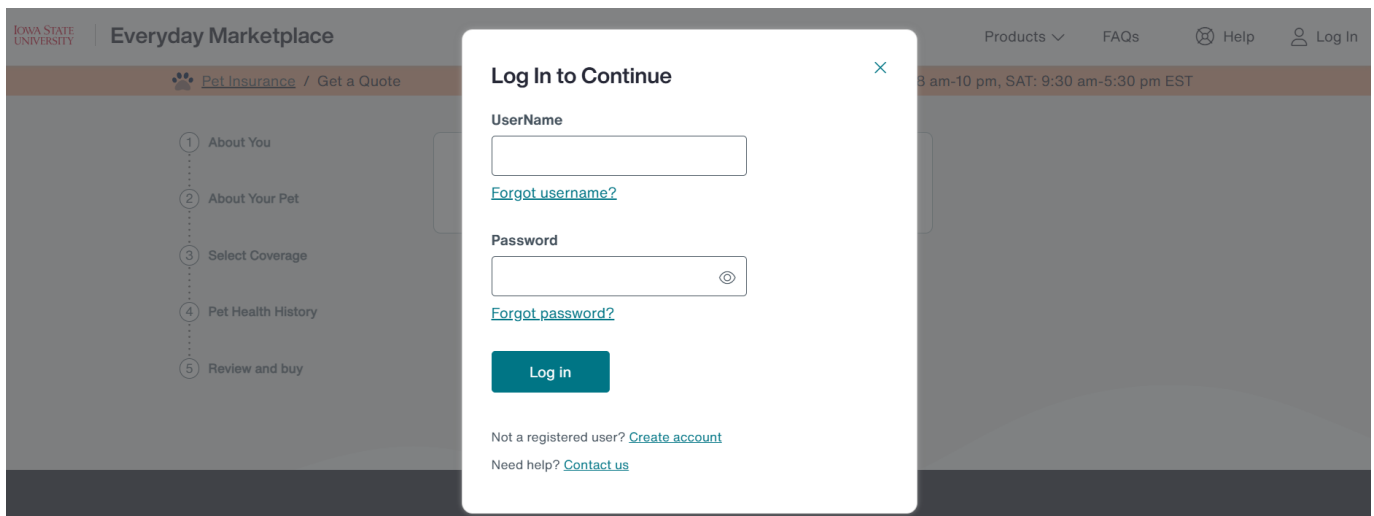 IOWA STATE
UNIVERSITY
Everyday Marketplace
Products
FAQs
Help
Log In
Pet Insurance / Get a Quote
am-10 pm, SAT: 9:30 am-5:30 pm EST
1 About You
2 About Your Pet
3 Select Coverage
4 Pet Health History
5 Review and buy
Log In to Continue
UserName
Forgot username?
Password
Forgot password?
Log in
Not a registered user? Create account
Need help? Contact us